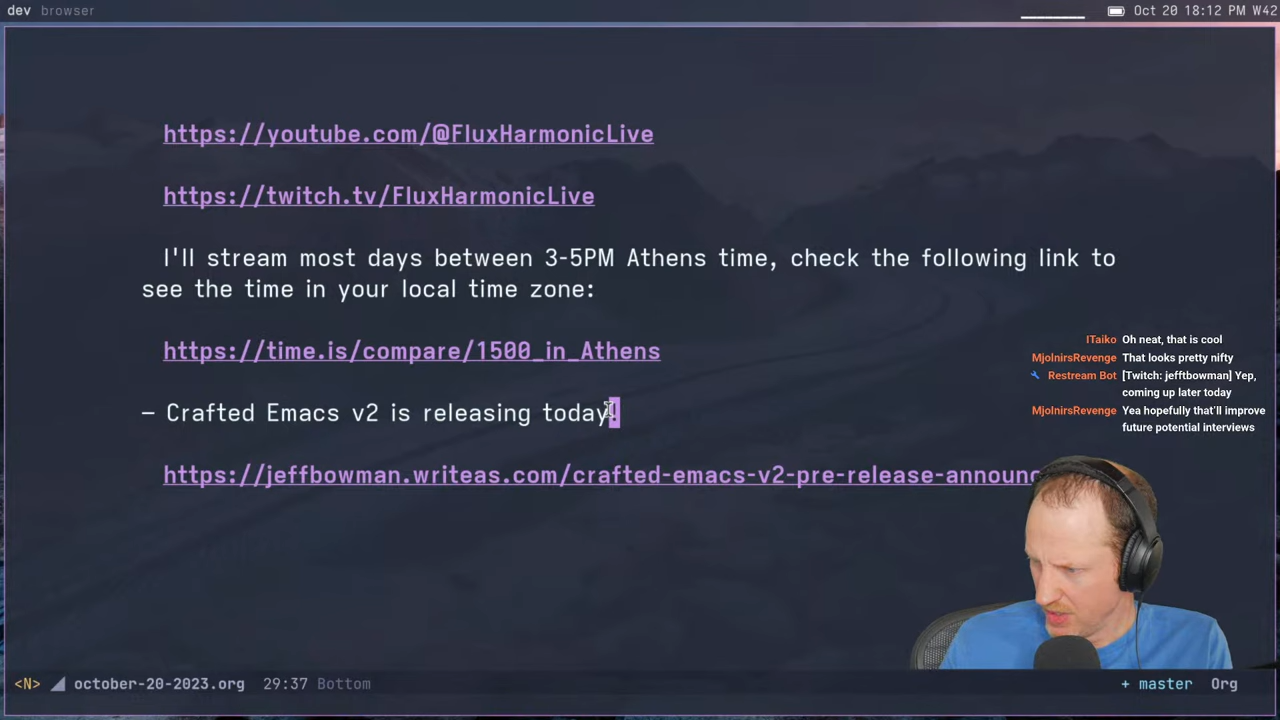 dev browser
Oct 20 18:12 PM W42
https://youtube.com/@FluxHarmonicLive
https://twitch.tv/FluxHarmonicLive
I'll stream most days between 3-5PM Athens time, check the following link to
see the time in your local time zone:
https://time.is/compare/1500_in_Athens
– Crafted Emacs v2 is releasing today!
https://jeffbowman.writeas.com/crafted-emacs-v2-pre-release-announc
ITaiko Oh neat, that is cool
MjolnirsRevenge That looks pretty nifty
Restream Bot [Twitch: jefftbowman] Yep,
coming up later today
MjolnirsRevenge Yea hopefully that'll improve
future potential interviews
<N> october-20-2023.org 29:37 Bottom
+ master Org